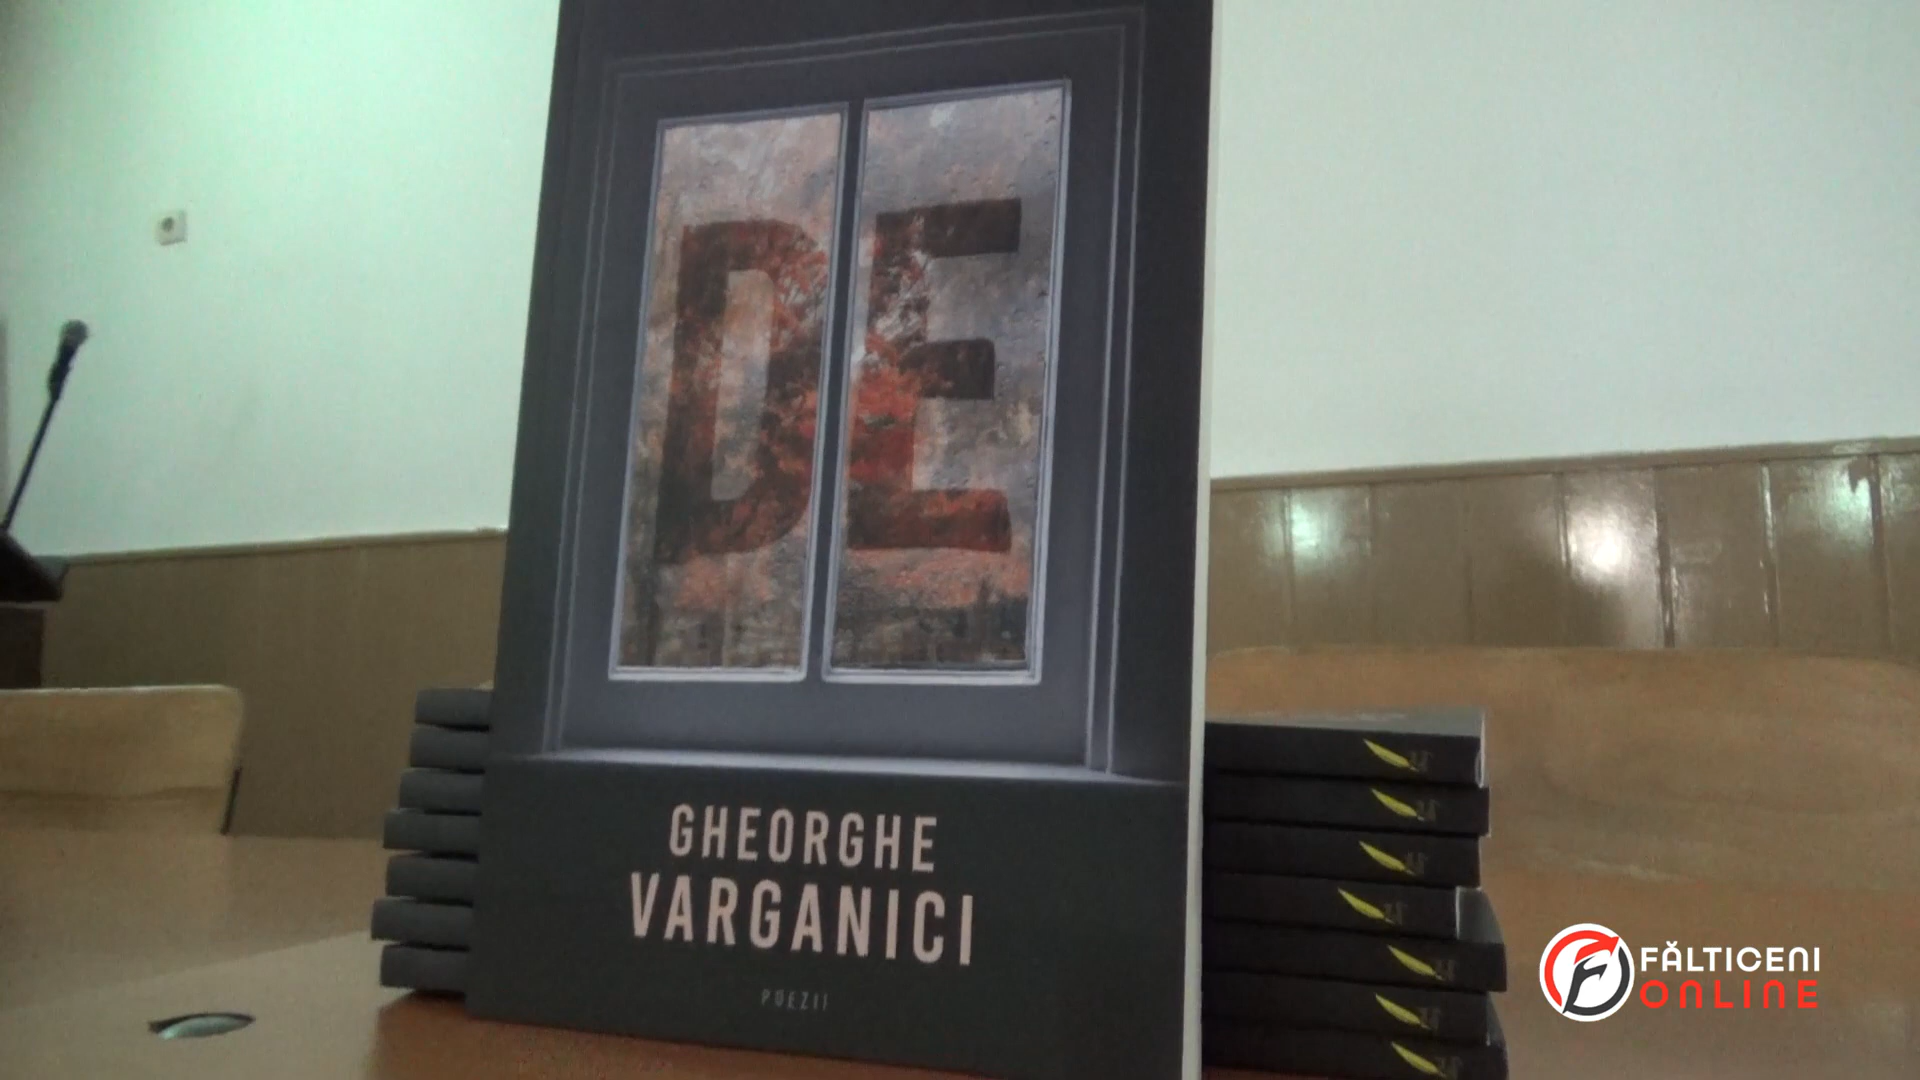 DE
GHEORGHE
VARGANICI
POEZII
FĂLTICENI
ONLINE